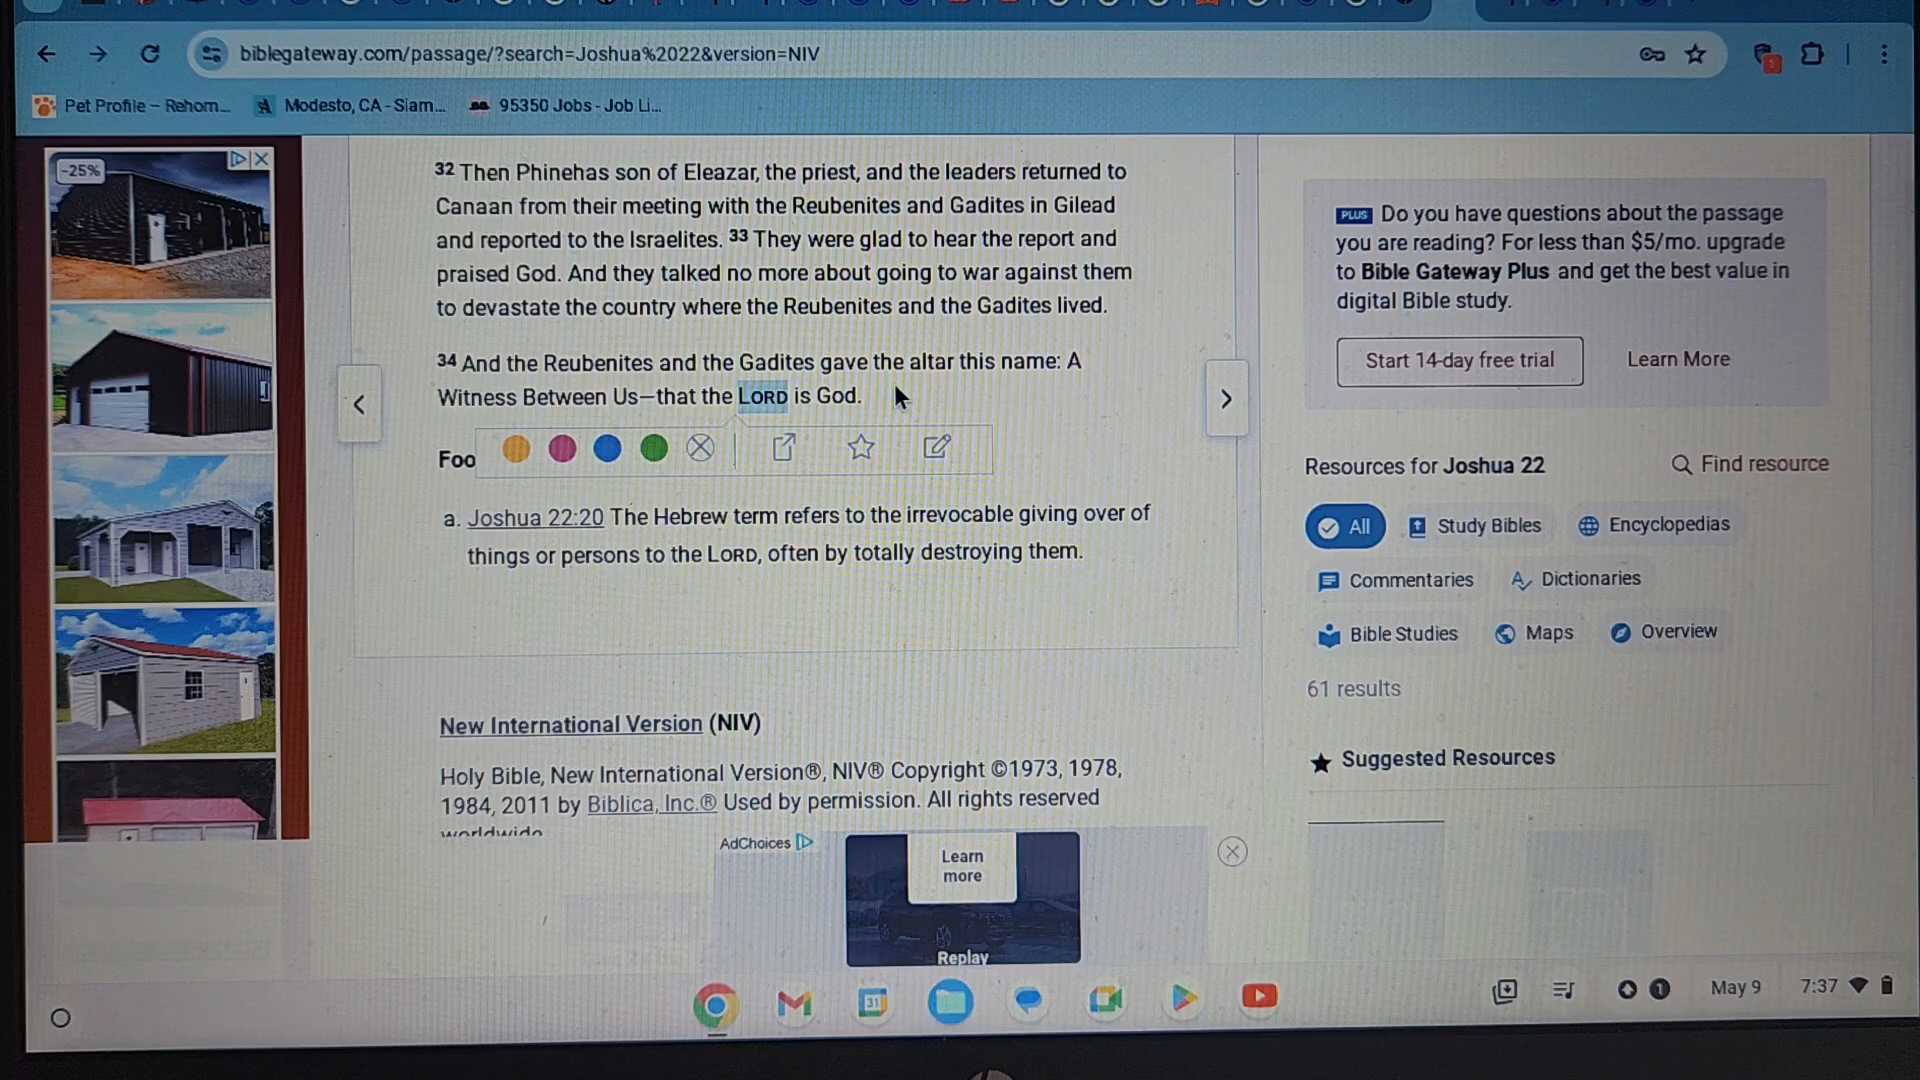 biblegateway.com/passage/?search=Joshua%2022&version=NIV
1
Pet Profile – Rehom...
Modesto, CA - Siam...
95350 Jobs - Job Li...
-25%
32 Then Phinehas son of Eleazar, the priest, and the leaders returned to
Canaan from their meeting with the Reubenites and Gadites in Gilead
and reported to the Israelites. 33 They were glad to hear the report and
praised God. And they talked no more about going to war against them
to devastate the country where the Reubenites and the Gadites lived.
34 And the Reubenites and the Gadites gave the altar this name: A
Witness Between Us—that the LORD is God.
Foo
a. Joshua 22:20 The Hebrew term refers to the irrevocable giving over of
things or persons to the LORD, often by totally destroying them.
New International Version (NIV)
Holy Bible, New International Version®, NIV® Copyright ©1973, 1978,
1984, 2011 by Biblica, Inc.® Used by permission. All rights reserved
worldwide
PLUS Do you have questions about the passage
you are reading? For less than $5/mo. upgrade
to Bible Gateway Plus and get the best value in
digital Bible study.
Start 14-day free trial
Learn More
Resources for Joshua 22
Find resource
All
Study Bibles
Encyclopedias
Commentaries
Dictionaries
Bible Studies
Maps
Overview
61 results
Suggested Resources
AdChoices
Learn
more
Replay
31
1
May 9
7:37